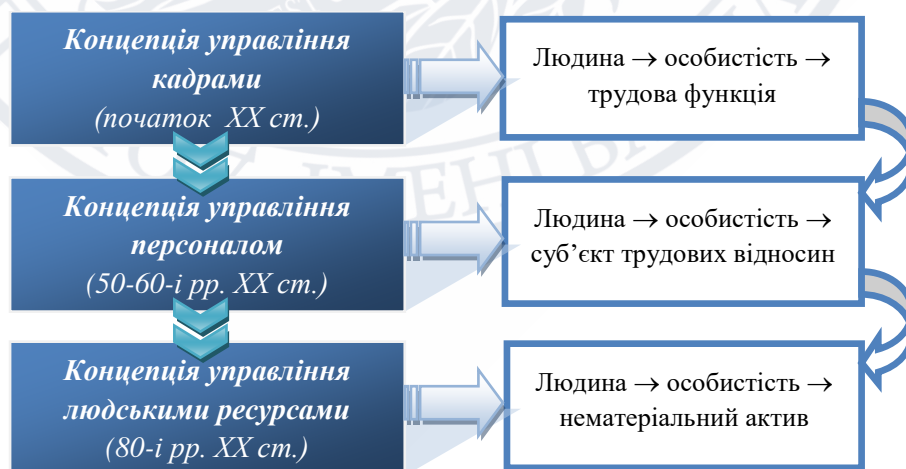 Концепція управління
кадрами
(початок XX ст.)
Людина → особистість →
трудова функція
Концепція управління
персоналом
(50-60-і рр. XX ст.)
Людина → особистість →
суб’єкт трудових відносин
Концепція управління
людськими ресурсами
(80-і рр. XX ст.)
Людина → особистість →
нематеріальний актив